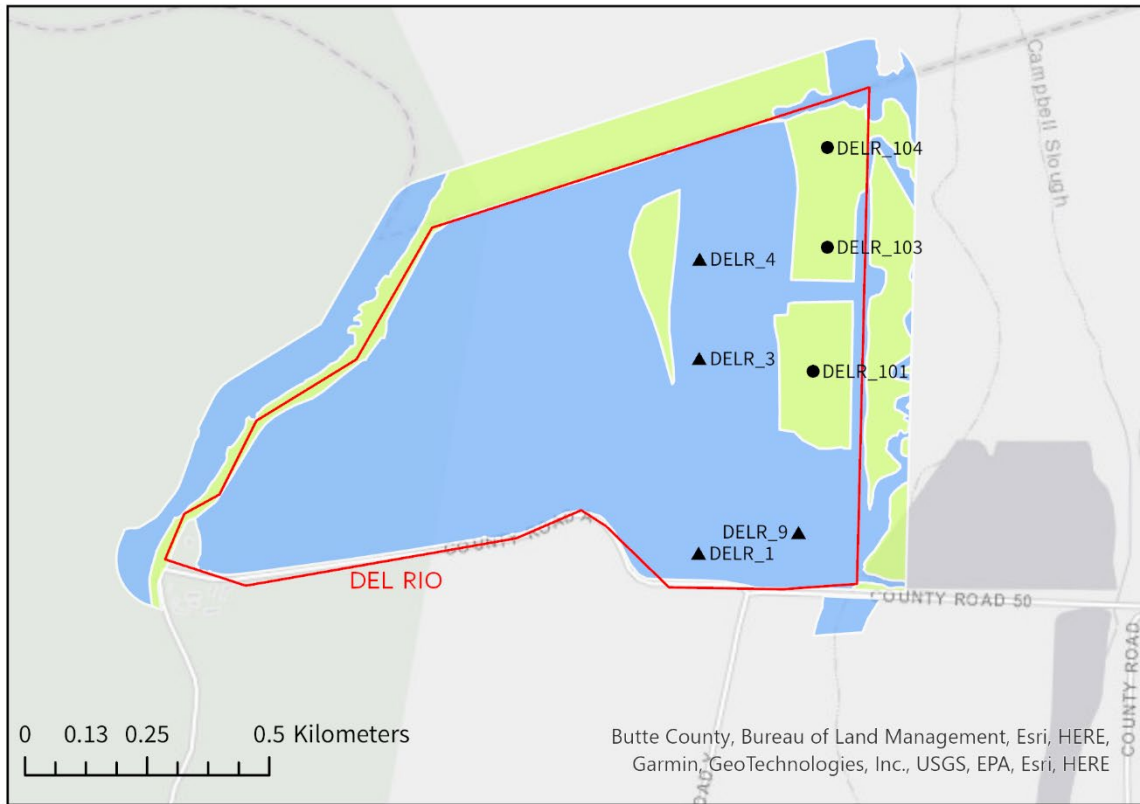 Campbell Slough
DELR_104
DELR_103
DELR_4
DELR_3
DELR_101
DELR_9
DELR_1
COUNTY ROAD
DEL RIO
COUNTY ROAD 50
COUNTY ROAD
ROAD
0 0.13 0.25 0.5 Kilometers
Butte County, Bureau of Land Management, Esri, HERE,
Garmin, GeoTechnologies, Inc., USGS, EPA, Esri, HERE